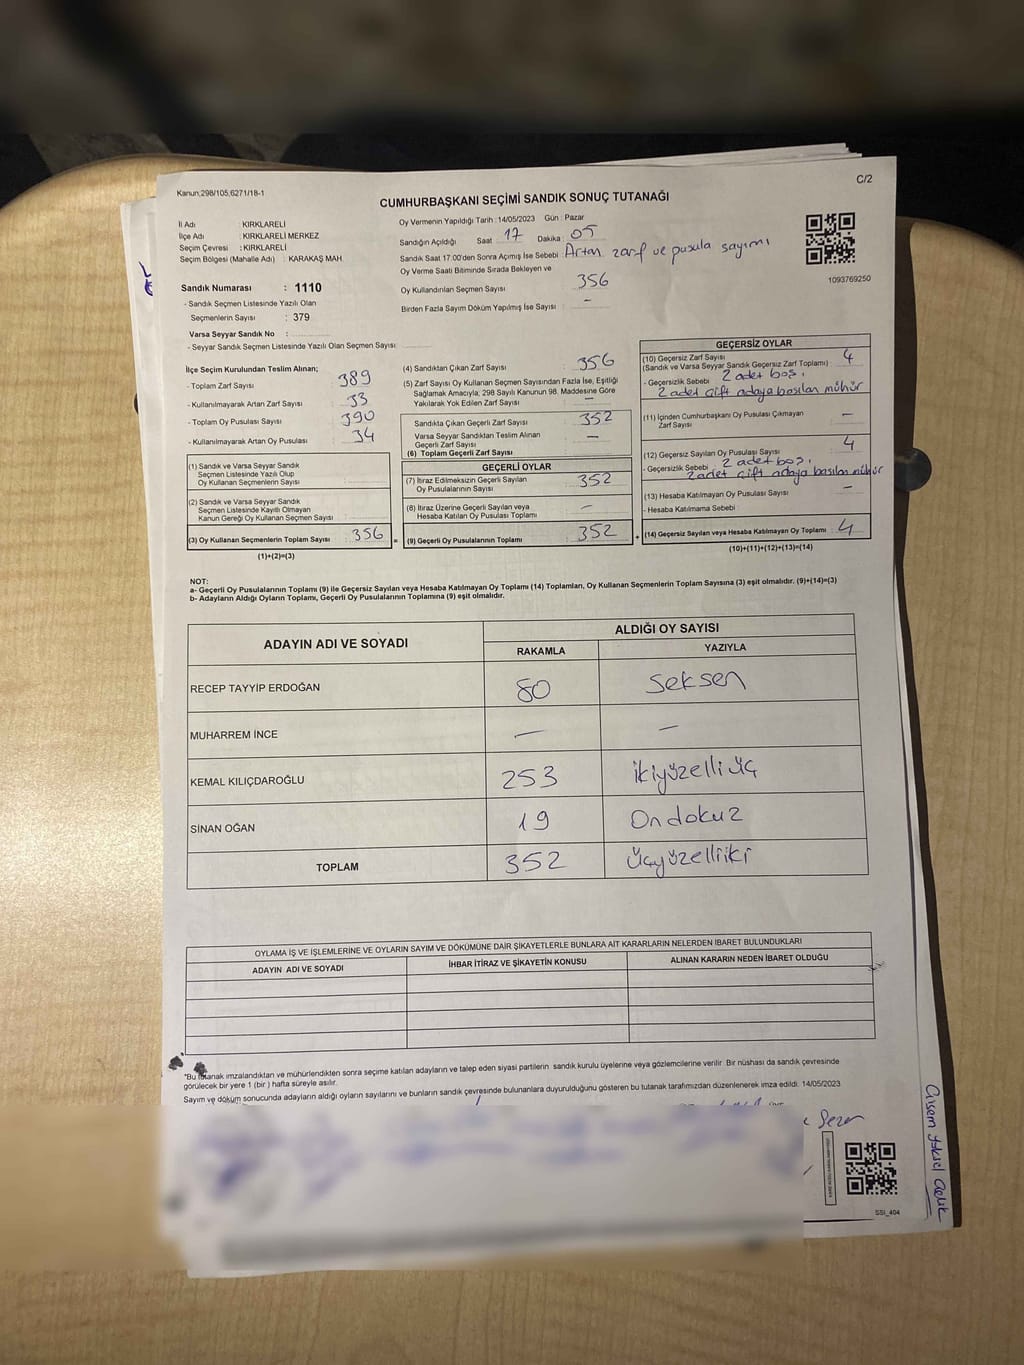 Kanun,298/105,6271/18-1
C/2
CUMHURBAŞKANI SEÇİMİ SANDIK SONUÇ TUTANAĞI
İl Adı : KIRKLARELİ
İlçe Adı : KIRKLARELİ MERKEZ
Seçim Çevresi : KIRKLARELİ
Seçim Bölgesi (Mahalle Adı) : KARAKAŞ MAH
Oy Vermenin Yapıldığı Tarih : 14/05/2023 Gün : Pazar
Sandığın Açıldığı Saat 17 Dakika : 05
Sandık Saat 17:00'den Sonra Açımış İse Sebebi : Artan zarf ve pusula sayımı
Oy Verme Saati Bitiminde Sırada Bekleyen ve
Oy Kullandırılan Seçmen Sayısı : 356
Birden Fazla Sayım Döküm Yapılmış İse Sayısı : –
1093769250
Sandık Numarası : 1110
- Sandık Seçmen Listesinde Yazılı Olan
Seçmenlerin Sayısı : 379
Varsa Seyyar Sandık No :
- Seyyar Sandık Seçmen Listesinde Yazılı Olan Seçmen Sayısı:
İlçe Seçim Kurulundan Teslim Alınan;
- Toplam Zarf Sayısı : 389
- Kullanılmayarak Artan Zarf Sayısı : 33
- Toplam Oy Pusulası Sayısı : 390
- Kullanılmayarak Artan Oy Pusulası : 34
(1) Sandık ve Varsa Seyyar Sandık
Seçmen Listesinde Yazılı Olup
Oy Kullanan Seçmenlerin Sayısı :
(2) Sandık ve Varsa Seyyar Sandık
Seçmen Listesinde Kayıtlı Olmayan
Kanun Gereği Oy Kullanan Seçmen Sayısı :
(3) Oy Kullanan Seçmenlerin Toplam Sayısı : 356
(1)+(2)=(3)
(4) Sandıktan Çıkan Zarf Sayısı : 356
(5) Zarf Sayısı Oy Kullanan Seçmen Sayısından Fazla İse, Eşitliği
Sağlamak Amacıyla; 298 Sayılı Kanunun 98. Maddesine Göre
Yakılarak Yok Edilen Zarf Sayısı : –
Sandıkta Çıkan Geçerli Zarf Sayısı : 352
Varsa Seyyar Sandıktan Teslim Alınan
Geçerli Zarf Sayısı : –
(6) Toplam Geçerli Zarf Sayısı :
GEÇERLİ OYLAR
(7) İtiraz Edilmeksizin Geçerli Sayılan
Oy Pusulalarının Sayısı : 352
(8) İtiraz Üzerine Geçerli Sayılan veya
Hesaba Katılan Oy Pusulası Toplamı : –
= (9) Geçerli Oy Pusulalarının Toplamı : 352
GEÇERSİZ OYLAR
(10) Geçersiz Zarf Sayısı
(Sandık ve Varsa Seyyar Sandık Geçersiz Zarf Toplamı) : 4
- Geçersizlik Sebebi : 2 adet boş,
2 adet çift adaya basılan mühür
(11) İçinden Cumhurbaşkanı Oy Pusulası Çıkmayan
Zarf Sayısı : –
(12) Geçersiz Sayılan Oy Pusulası Sayısı : 4
- Geçersizlik Sebebi : 2 adet boş,
2 adet çift adaya basılan mühür
(13) Hesaba Katılmayan Oy Pusulası Sayısı : –
- Hesaba Katılmama Sebebi :
+ (14) Geçersiz Sayılan veya Hesaba Katılmayan Oy Toplamı : 4
(10)+(11)+(12)+(13)=(14)
NOT:
a- Geçerli Oy Pusulalarının Toplamı (9) ile Geçersiz Sayılan veya Hesaba Katılmayan Oy Toplamı (14) Toplamları, Oy Kullanan Seçmenlerin Toplam Sayısına (3) eşit olmalıdır. (9)+(14)=(3)
b- Adayların Aldığı Oyların Toplamı, Geçerli Oy Pusulalarının Toplamına (9) eşit olmalıdır.
ADAYIN ADI VE SOYADI
ALDIĞI OY SAYISI
RAKAMLA YAZIYLA
RECEP TAYYİP ERDOĞAN 80 Seksen
MUHARREM İNCE – –
KEMAL KILIÇDAROĞLU 253 ikiyüzelli üç
SİNAN OĞAN 19 Ondokuz
TOPLAM 352 Üçyüzelliiki
OYLAMA İŞ VE İŞLEMLERİNE VE OYLARIN SAYIM VE DÖKÜMÜNE DAİR ŞİKAYETLERLE BUNLARA AİT KARARLARIN NELERDEN İBARET BULUNDUKLARI
ADAYIN ADI VE SOYADI İHBAR İTİRAZ VE ŞİKAYETİN KONUSU ALINAN KARARIN NEDEN İBARET OLDUĞU
*Bu tutanak imzalandıktan ve mühürlendikten sonra seçime katılan adayların ve talep eden siyasi partilerin sandık kurulu üyelerine veya gözlemcilerine verilir. Bir nüshası da sandık çevresinde
görülecek bir yere 1 (bir ) hafta süreyle asılır.
Sayım ve döküm sonucunda adayların aldığı oyların sayılarını ve bunların sandık çevresinde bulunanlara duyurulduğunu gösteren bu tutanak tarafımızdan düzenlenerek imza edildi. 14/05/2023
Sezer
SSİ_404